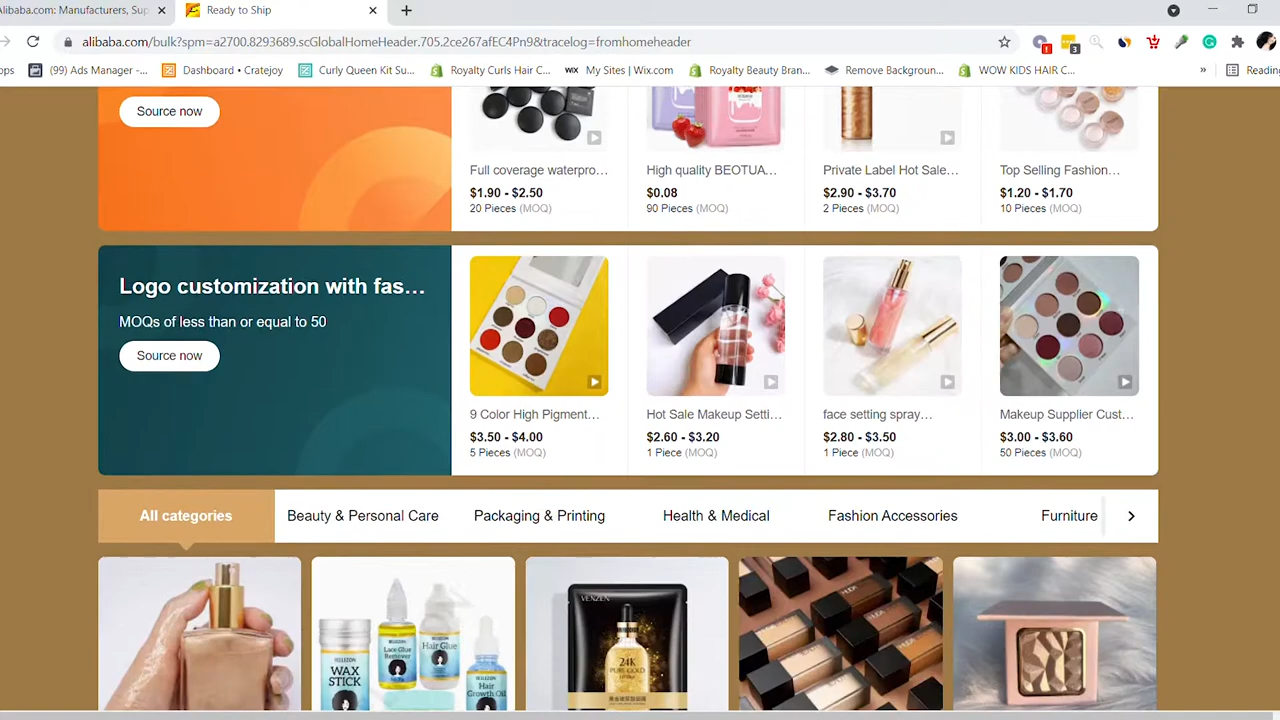 Alibaba.com: Manufacturers, Sup
Ready to Ship
alibaba.com/bulk?spm=a2700.8293689.scGlobalHomeHeader.705.2ce267afEC4Pn9&tracelog=fromhomeheader
3
ops
(99) Ads Manager -...
Dashboard • Cratejoy
Curly Queen Kit Su...
Royalty Curls Hair C...
WiX My Sites | Wix.com
Royalty Beauty Bran...
Remove Backgroun...
WOW KIDS HAIR C...
»
Reading
Source now
Full coverage waterpro...
$1.90 - $2.50
20 Pieces (MOQ)
High quality BEOTUA...
$0.08
90 Pieces (MOQ)
Private Label Hot Sale...
$2.90 - $3.70
2 Pieces (MOQ)
Top Selling Fashion...
$1.20 - $1.70
10 Pieces (MOQ)
Logo customization with fas...
MOQs of less than or equal to 50
Source now
9 Color High Pigment...
$3.50 - $4.00
5 Pieces (MOQ)
Hot Sale Makeup Setti...
$2.60 - $3.20
1 Piece (MOQ)
face setting spray...
$2.80 - $3.50
1 Piece (MOQ)
Makeup Supplier Cust...
$3.00 - $3.60
50 Pieces (MOQ)
All categories
Beauty & Personal Care
Packaging & Printing
Health & Medical
Fashion Accessories
Furniture
WAX
STICK
Lace Glue
Remover
Hair Glue
Hair
Growth Oil
VENZEN
24K
PURE GOLD